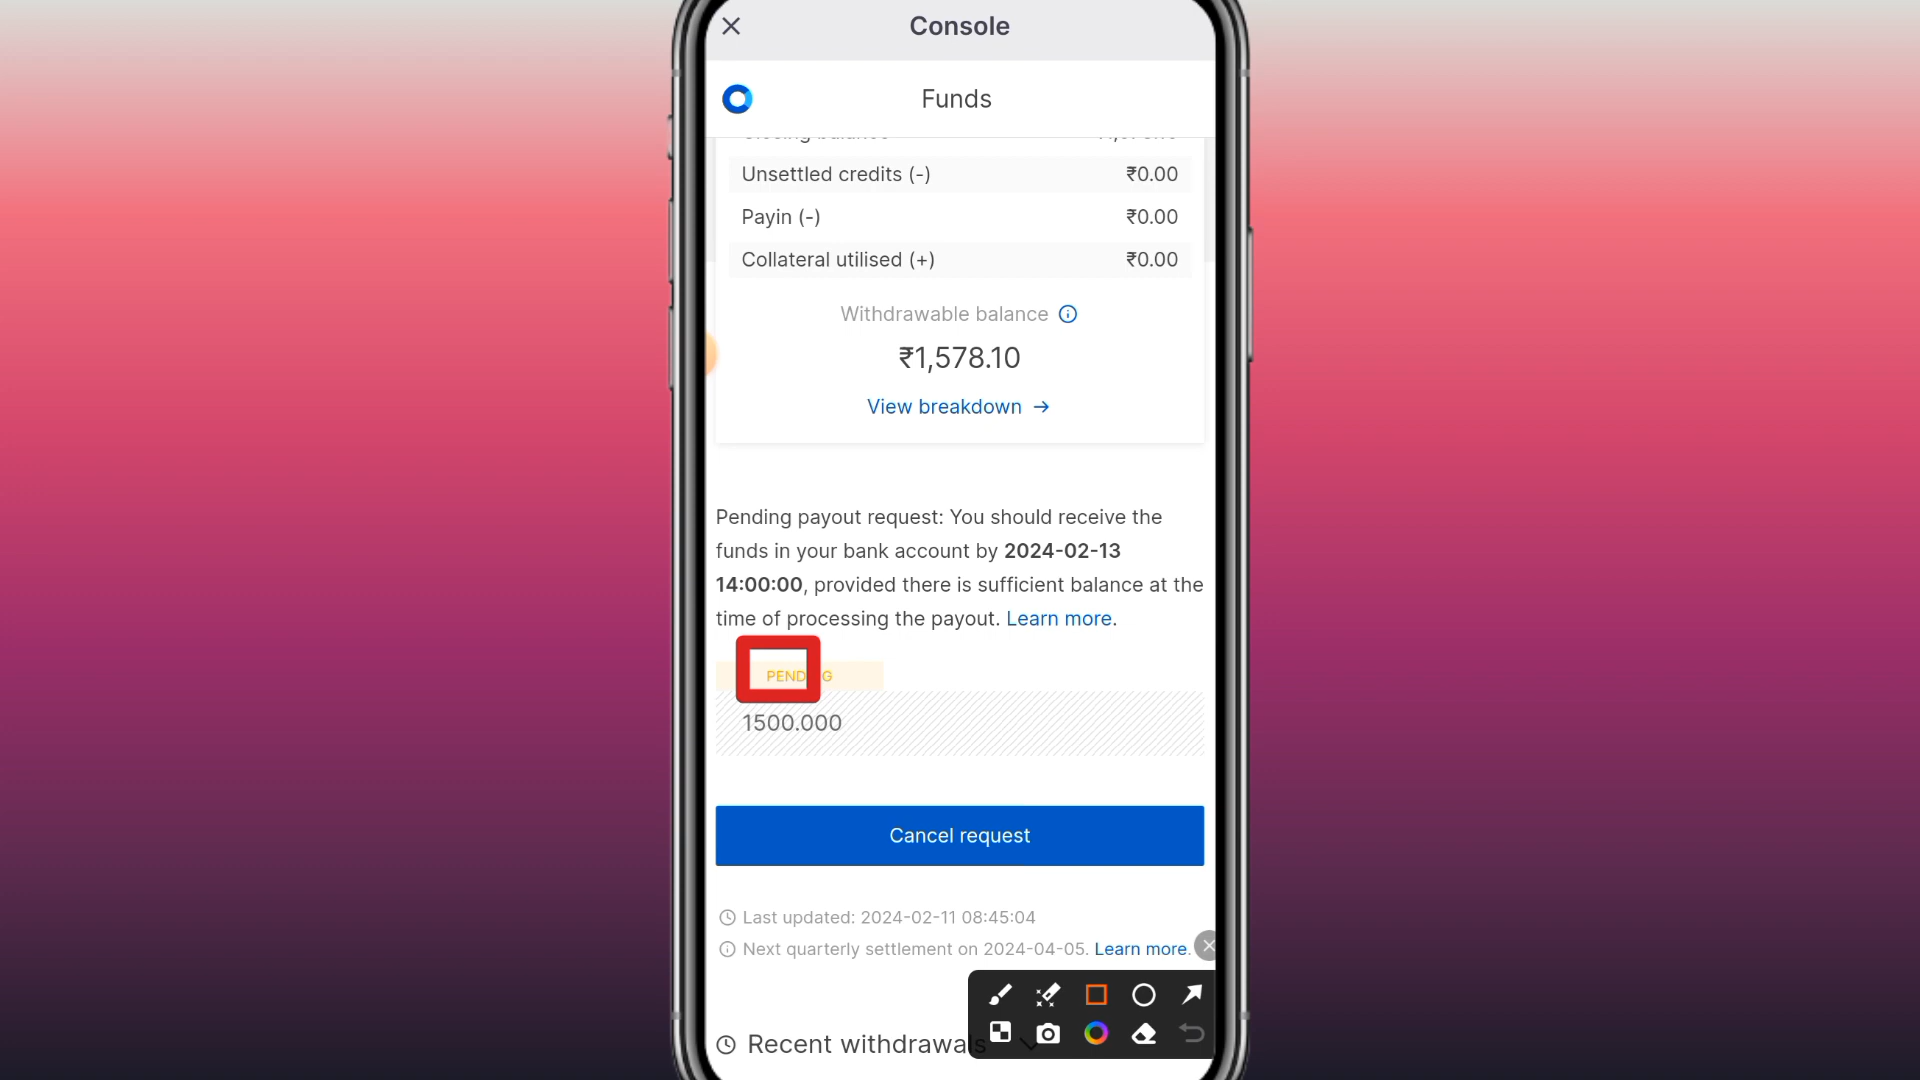 Console
Funds
Unsettled credits (-) ₹0.00
Payin (-) ₹0.00
Collateral utilised (+) ₹0.00
Withdrawable balance
₹1,578.10
View breakdown →
Pending payout request: You should receive the
funds in your bank account by 2024-02-13
14:00:00, provided there is sufficient balance at the
time of processing the payout. Learn more.
1500.000
Cancel request
Last updated: 2024-02-11 08:45:04
Next quarterly settlement on 2024-04-05. Learn more.
Recent withdrawals